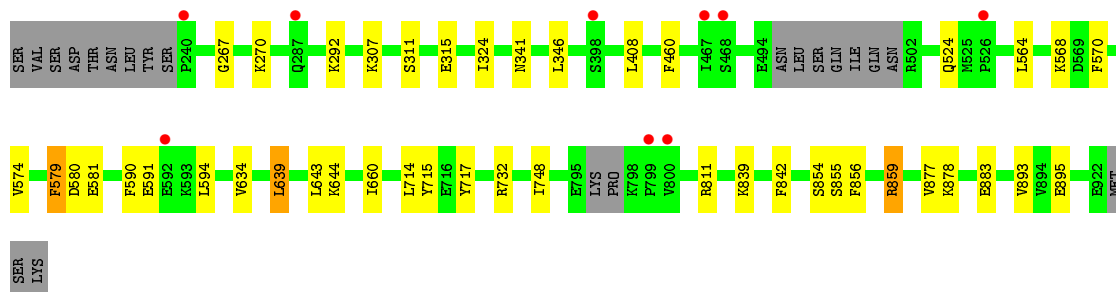 SER VAL SER ASP THR ASN LEU TYR SER P240 G267 K270 Q287 K292 K307 S311 E315 I324 N341 L346 S398 L408 F460 I467 S468 E494 ASN LEU SER GLN ILE GLN ASN R502 Q524 M525 P526 L564 K568 D569 F570
V574 F579 D580 E581 F590 E591 E592 K593 L594 V634 L639 L643 K644 I660 L714 Y715 E716 Y717 R732 I748 E795 LYS PRO K798 P799 V800 R811 K839 F842 S854 S855 F856 R859 V877 K878 E883 V893 V894 E895 E922 MET
SER LYS